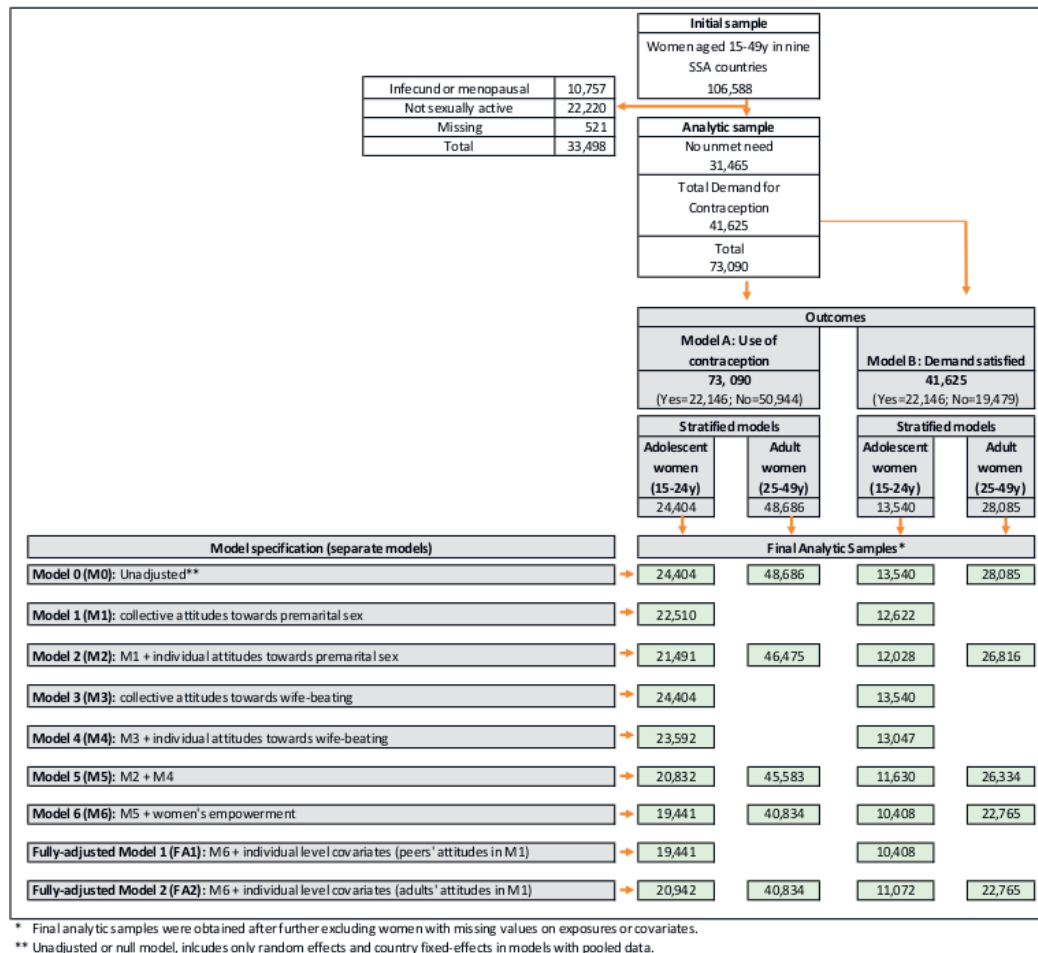 Initial sample
Women aged 15-49y in nine
SSA countries
106,588
Infecund or menopausal 10,757
Not sexually active 22,220
Missing 521
Total 33,498
Analytic sample
No unmet need
31,465
Total Demand for
Contraception
41,625
Total
73,090
Outcomes
Model A: Use of
contraception
73, 090
(Yes=22,146; No=50,944)
Model B: Demand satisfied
41,625
(Yes=22,146; No=19,479)
Stratified models Stratified models
Adolescent Adult Adolescent Adult
women women women women
(15-24y) (25-49y) (15-24y) (25-49y)
24,404 48,686 13,540 28,085
Model specification (separate models) Final Analytic Samples*
Model 0 (M0): Unadjusted** 24,404 48,686 13,540 28,085
Model 1 (M1): collective attitudes towards premarital sex 22,510 12,622
Model 2 (M2): M1 + individual attitudes towards premarital sex 21,491 46,475 12,028 26,816
Model 3 (M3): collective attitudes towards wife-beating 24,404 13,540
Model 4 (M4): M3 + individual attitudes towards wife-beating 23,592 13,047
Model 5 (M5): M2 + M4 20,832 45,583 11,630 26,334
Model 6 (M6): M5 + women's empowerment 19,441 40,834 10,408 22,765
Fully-adjusted Model 1 (FA1): M6 + individual level covariates (peers' attitudes in M1) 19,441 10,408
Fully-adjusted Model 2 (FA2): M6 + individual level covariates (adults' attitudes in M1) 20,942 40,834 11,072 22,765
* Final analytic samples were obtained after further excluding women with missing values on exposures or covariates.
** Unadjusted or null model, inlcudes only random effects and country fixed-effects in models with pooled data.